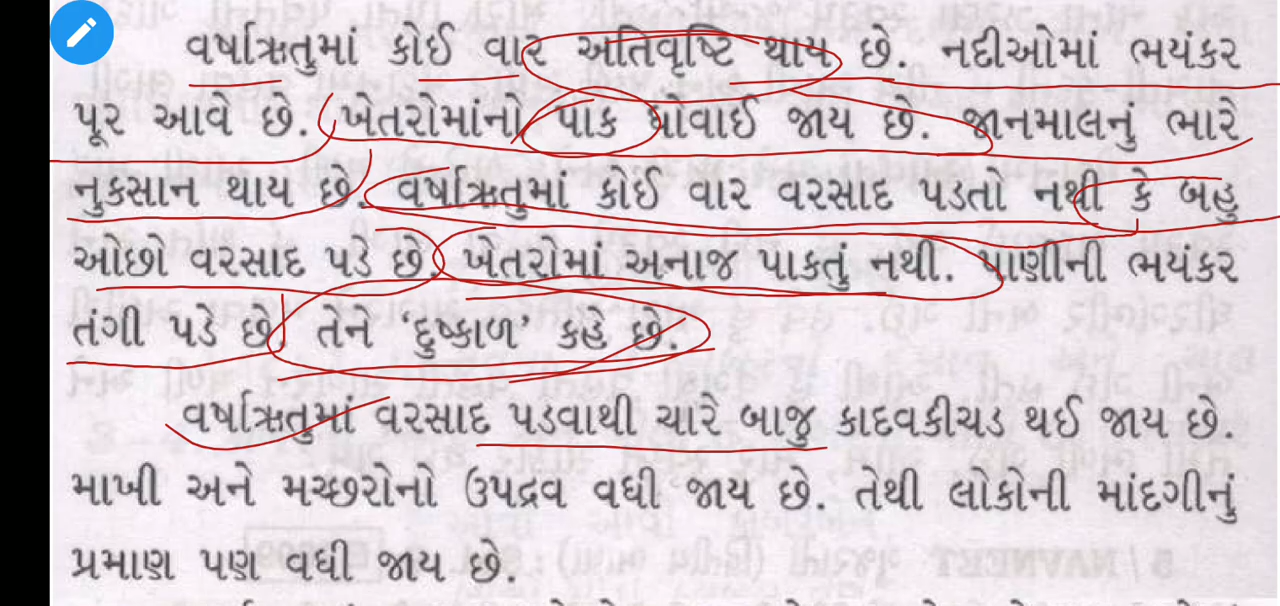 વર્ષાઋતુમાં કોઈ વાર અતિવૃષ્ટિ થાય છે. નદીઓમાં ભયંકર
પૂર આવે છે. ખેતરોમાંનો પાક ધોવાઈ જાય છે. જાનમાલનું ભારે
નુકસાન થાય છે. વર્ષાઋતુમાં કોઈ વાર વરસાદ પડતો નથી કે બહુ
ઓછો વરસાદ પડે છે. ખેતરોમાં અનાજ પાકતું નથી. પાણીની ભયંકર
તંગી પડે છે. તેને ‘દુષ્કાળ’ કહે છે.
વર્ષાઋતુમાં વરસાદ પડવાથી ચારે બાજુ કાદવકીચડ થઈ જાય છે.
માખી અને મચ્છરોનો ઉપદ્રવ વધી જાય છે. તેથી લોકોની માંદગીનું
પ્રમાણ પણ વધી જાય છે.